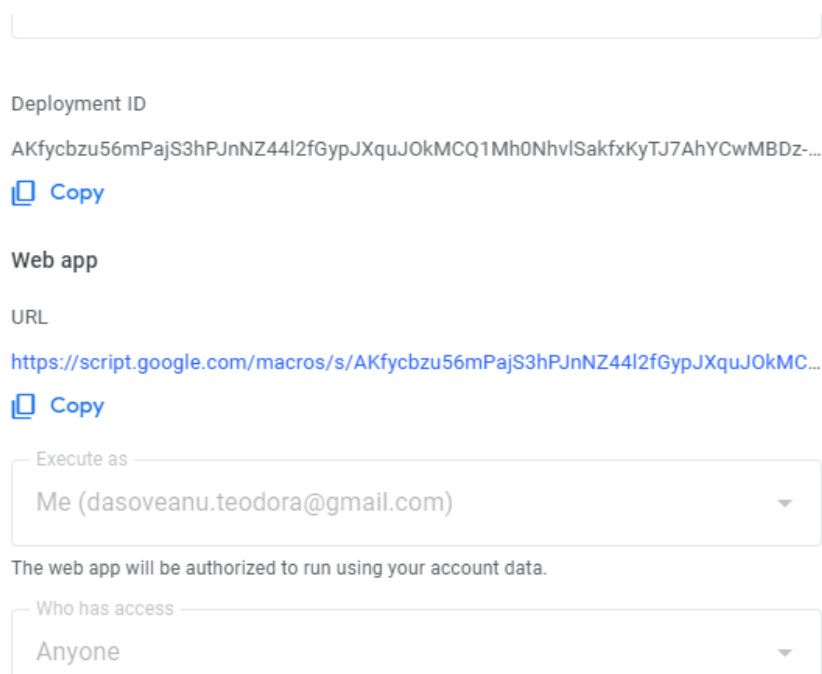 Deployment ID
AKfycbzu56mPajS3hPJnNZ44l2fGypJXquJOkMCQ1Mh0NhvlSakfxKyTJ7AhYCwMBDz-...
Copy
Web app
URL
https://script.google.com/macros/s/AKfycbzu56mPajS3hPJnNZ44l2fGypJXquJOkMC...
Copy
Execute as
Me (dasoveanu.teodora@gmail.com)
The web app will be authorized to run using your account data.
Who has access
Anyone